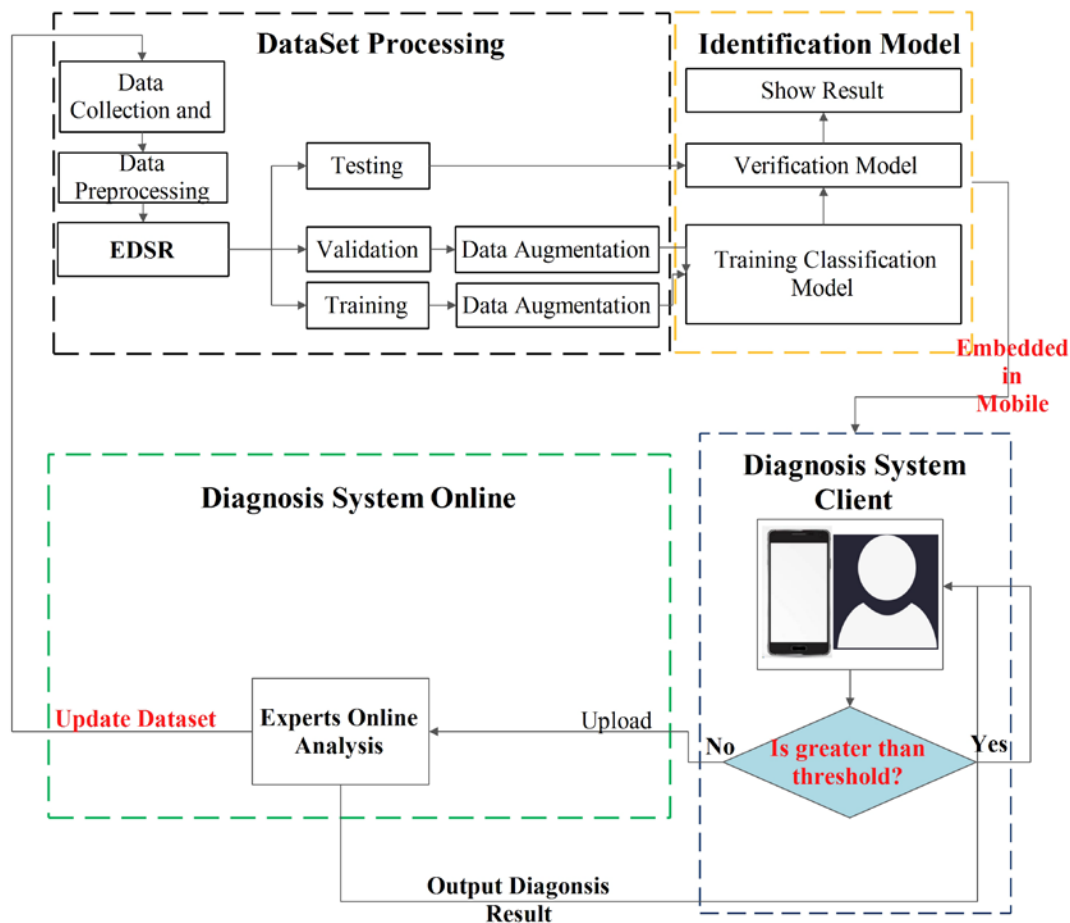 DataSet Processing
Data
Collection and
Data
Preprocessing
EDSR
Testing
Validation
Data Augmentation
Training
Data Augmentation
Identification Model
Show Result
Verification Model
Training Classification
Model
Embedded
in
Mobile
Diagnosis System
Client
Is greater than
threshold?
Yes
No
Upload
Diagnosis System Online
Experts Online
Analysis
Update Dataset
Output Diagonsis
Result